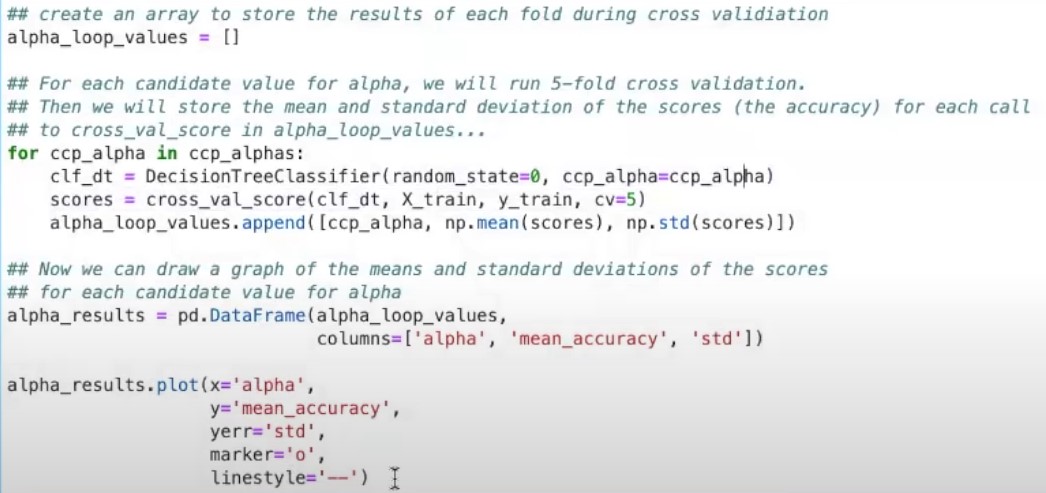 ## create an array to store the results of each fold during cross validiation
alpha_loop_values = []
## For each candidate value for alpha, we will run 5-fold cross validation.
## Then we will store the mean and standard deviation of the scores (the accuracy) for each call
## to cross_val_score in alpha_loop_values...
for ccp_alpha in ccp_alphas:
    clf_dt = DecisionTreeClassifier(random_state=0, ccp_alpha=ccp_alpha)
    scores = cross_val_score(clf_dt, X_train, y_train, cv=5)
    alpha_loop_values.append([ccp_alpha, np.mean(scores), np.std(scores)])
## Now we can draw a graph of the means and standard deviations of the scores
## for each candidate value for alpha
alpha_results = pd.DataFrame(alpha_loop_values,
                             columns=['alpha', 'mean_accuracy', 'std'])
alpha_results.plot(x='alpha',
                   y='mean_accuracy',
                   yerr='std',
                   marker='o',
                   linestyle='--')